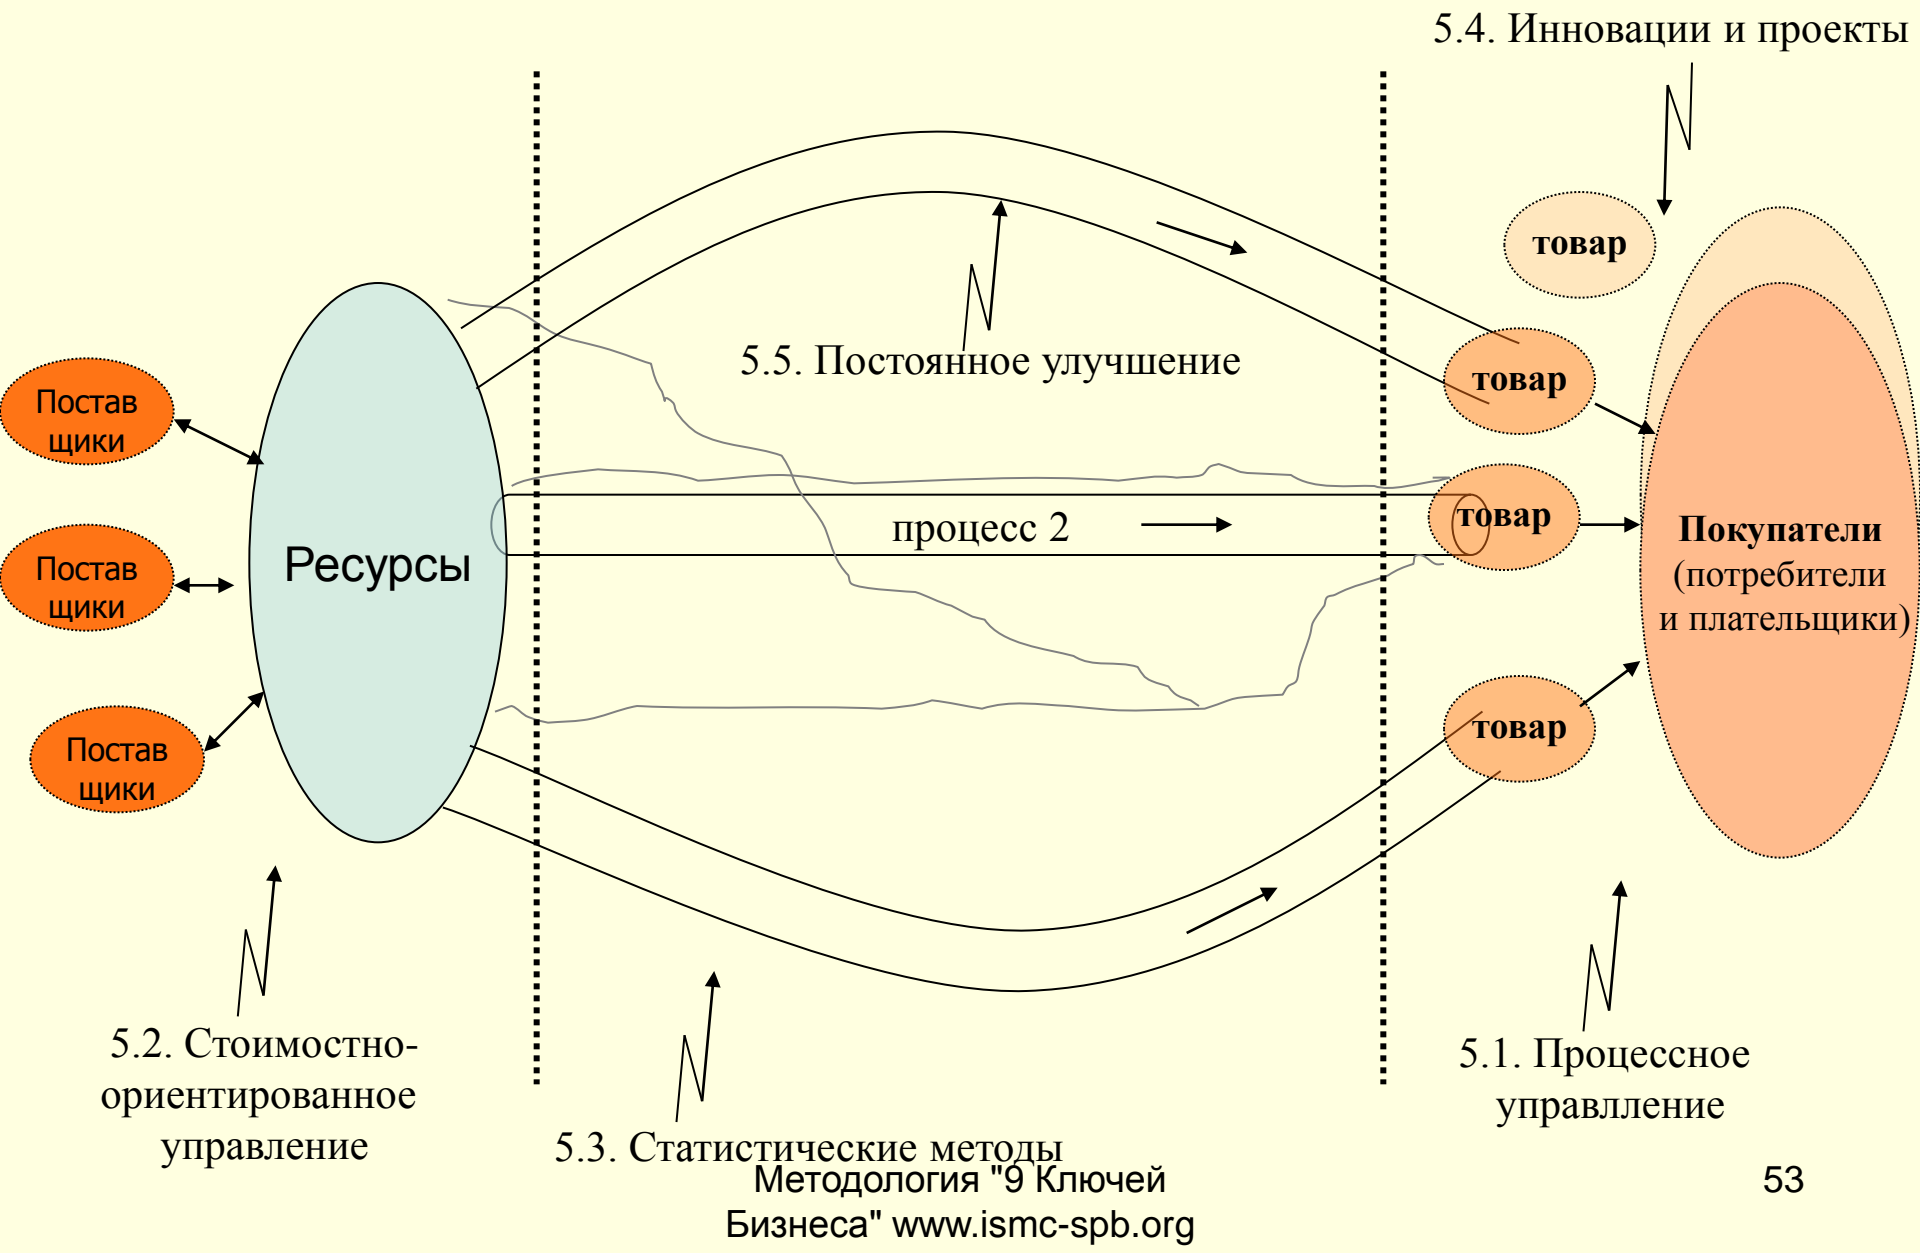 5.4. Инновации и проекты
товар
5.5. Постоянное улучшение
товар
Постав
щики
товар
процесс 2
Постав
щики
Ресурсы
Покупатели
(потребители
и плательщики)
товар
Постав
щики
5.2. Стоимостно-
ориентированное
управление
5.3. Статистические методы
5.1. Процессное
управлление
Методология "9 Ключей
Бизнеса" www.ismc-spb.org
53